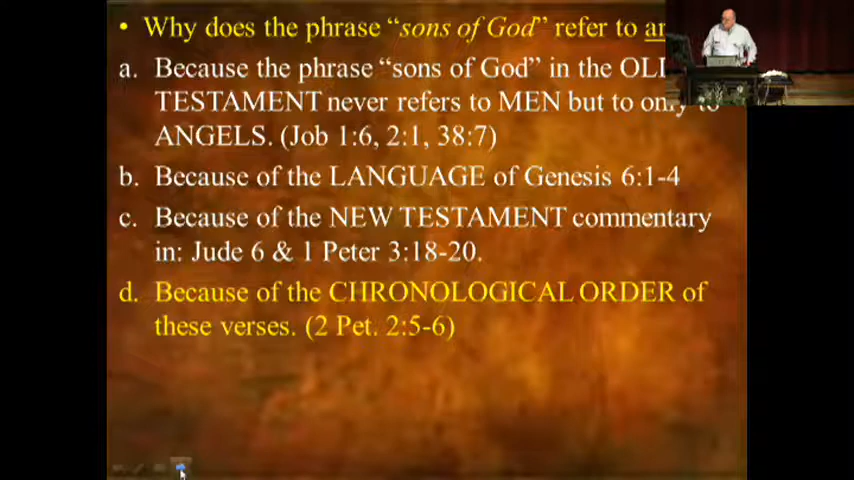 • Why does the phrase “sons of God” refer to
a. Because the phrase “sons of God” in the
TESTAMENT never refers to MEN but to only to
ANGELS. (Job 1:6, 2:1, 38:7)
b. Because of the LANGUAGE of Genesis 6:1-4
c. Because of the NEW TESTAMENT commentary
in: Jude 6 & 1 Peter 3:18-20.
d. Because of the CHRONOLOGICAL ORDER of
these verses. (2 Pet. 2:5-6)